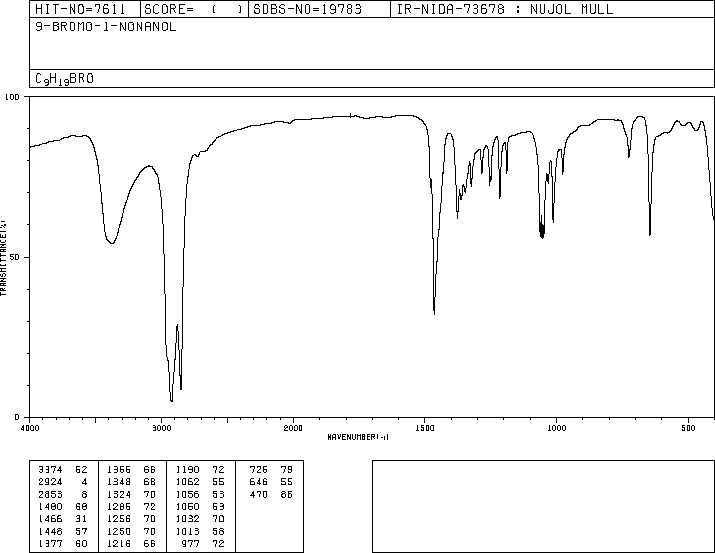 HIT-NO=7611 SCORE= ( ) SDBS-NO=19783 IR-NIDA-73678 : NUJOL MULL
9-BROMO-1-NONANOL
C9H19BRO
100
50
0
TRANSMITTANCE(%)
4000 3000 2000 1500 1000 500
WAVENUMBER(-1)
3374 52 1366 66 1190 72 726 79
2924 4 1348 68 1062 55 646 55
2853 8 1324 70 1056 53 470 86
1480 68 1286 72 1050 53
1466 31 1256 70 1032 70
1448 57 1250 70 1013 58
1377 60 1216 66 977 72